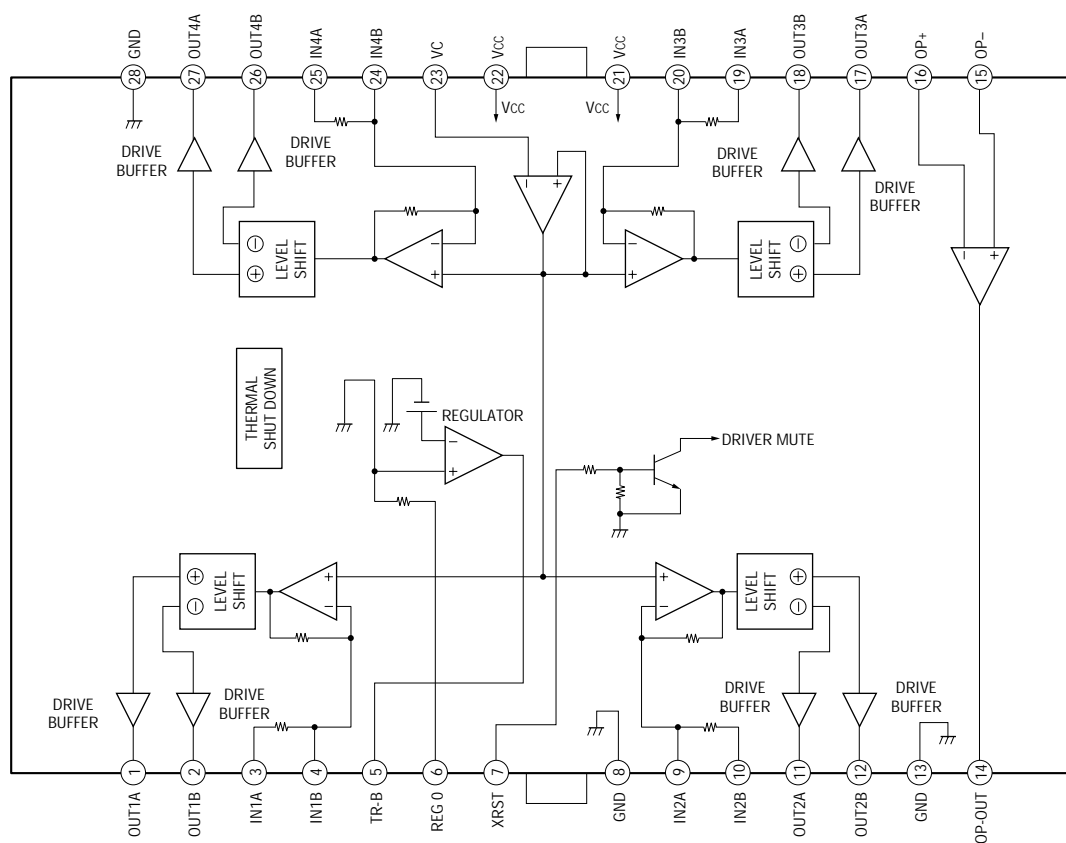 GND
OUT4A
OUT4B
IN4A
IN4B
VC
Vcc
Vcc
IN3B
IN3A
OUT3B
OUT3A
OP+
OP−
28
27
26
25
24
23
22
21
20
19
18
17
16
15
Vcc
Vcc
DRIVE
BUFFER
DRIVE
BUFFER
DRIVE
BUFFER
DRIVE
BUFFER
− +
− +
−
+
LEVEL
SHIFT
−
+
−
+
LEVEL
SHIFT
−
+
THERMAL
SHUT DOWN
REGULATOR
−
+
DRIVER MUTE
+
−
LEVEL
SHIFT
+
−
+
−
LEVEL
SHIFT
+
−
DRIVE
BUFFER
DRIVE
BUFFER
DRIVE
BUFFER
DRIVE
BUFFER
1
2
3
4
5
6
7
8
9
10
11
12
13
14
OUT1A
OUT1B
IN1A
IN1B
TR-B
REG 0
XRST
GND
IN2A
IN2B
OUT2A
OUT2B
GND
OP-OUT